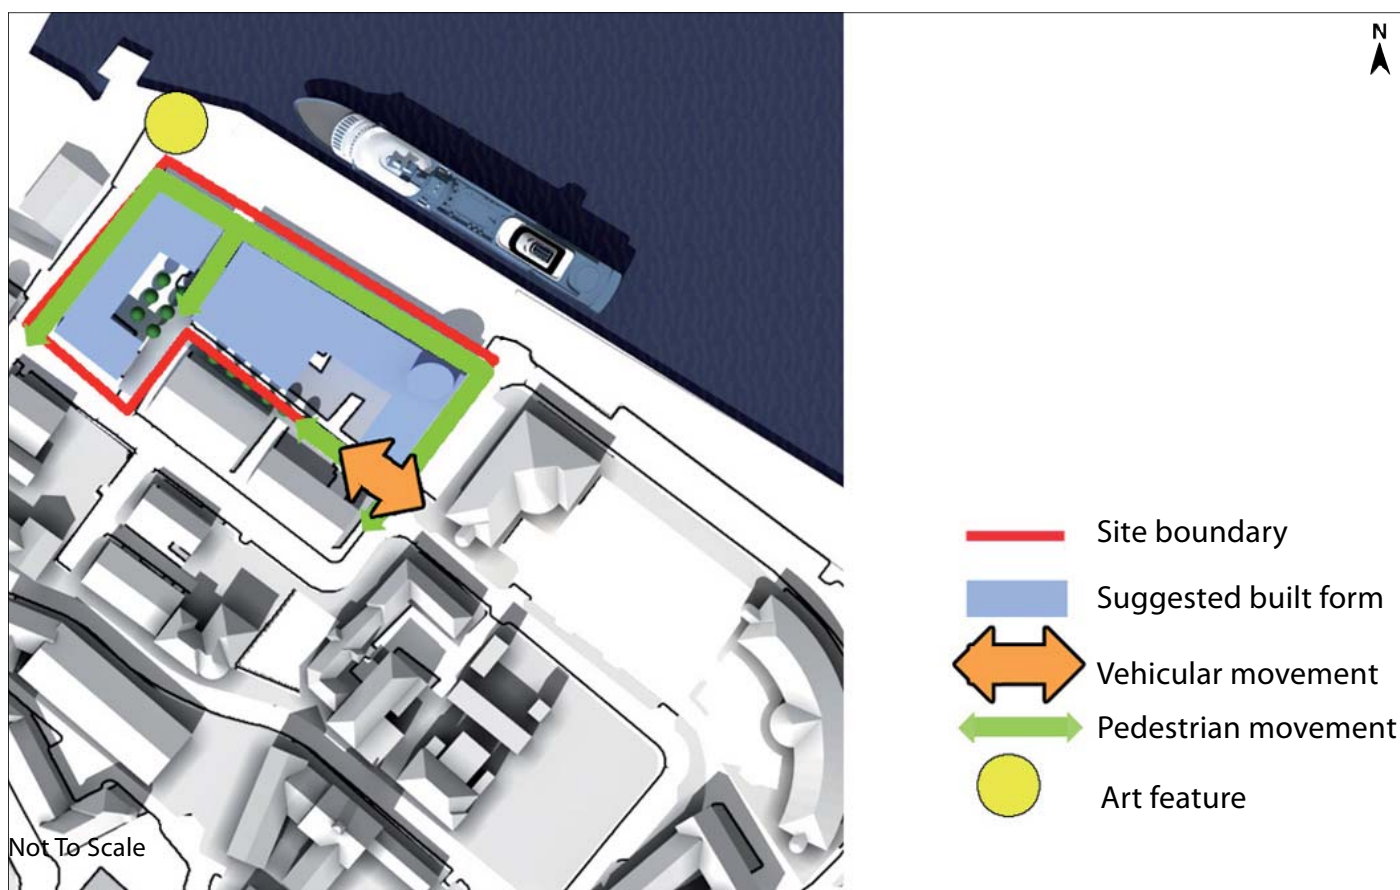 N
Site boundary
Suggested built form
Vehicular movement
Pedestrian movement
Art feature
Not To Scale